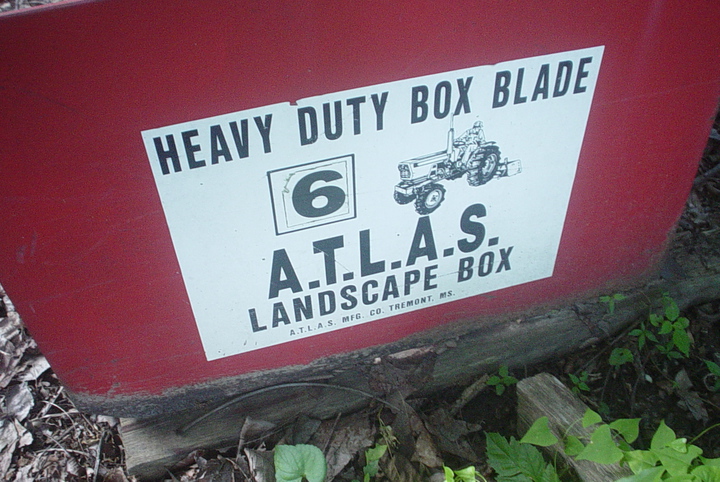 HEAVY DUTY BOX BLADE
6
A.T.L.A.S.
LANDSCAPE BOX
A.T.L.A.S. MFG. CO. TREMONT, MS.